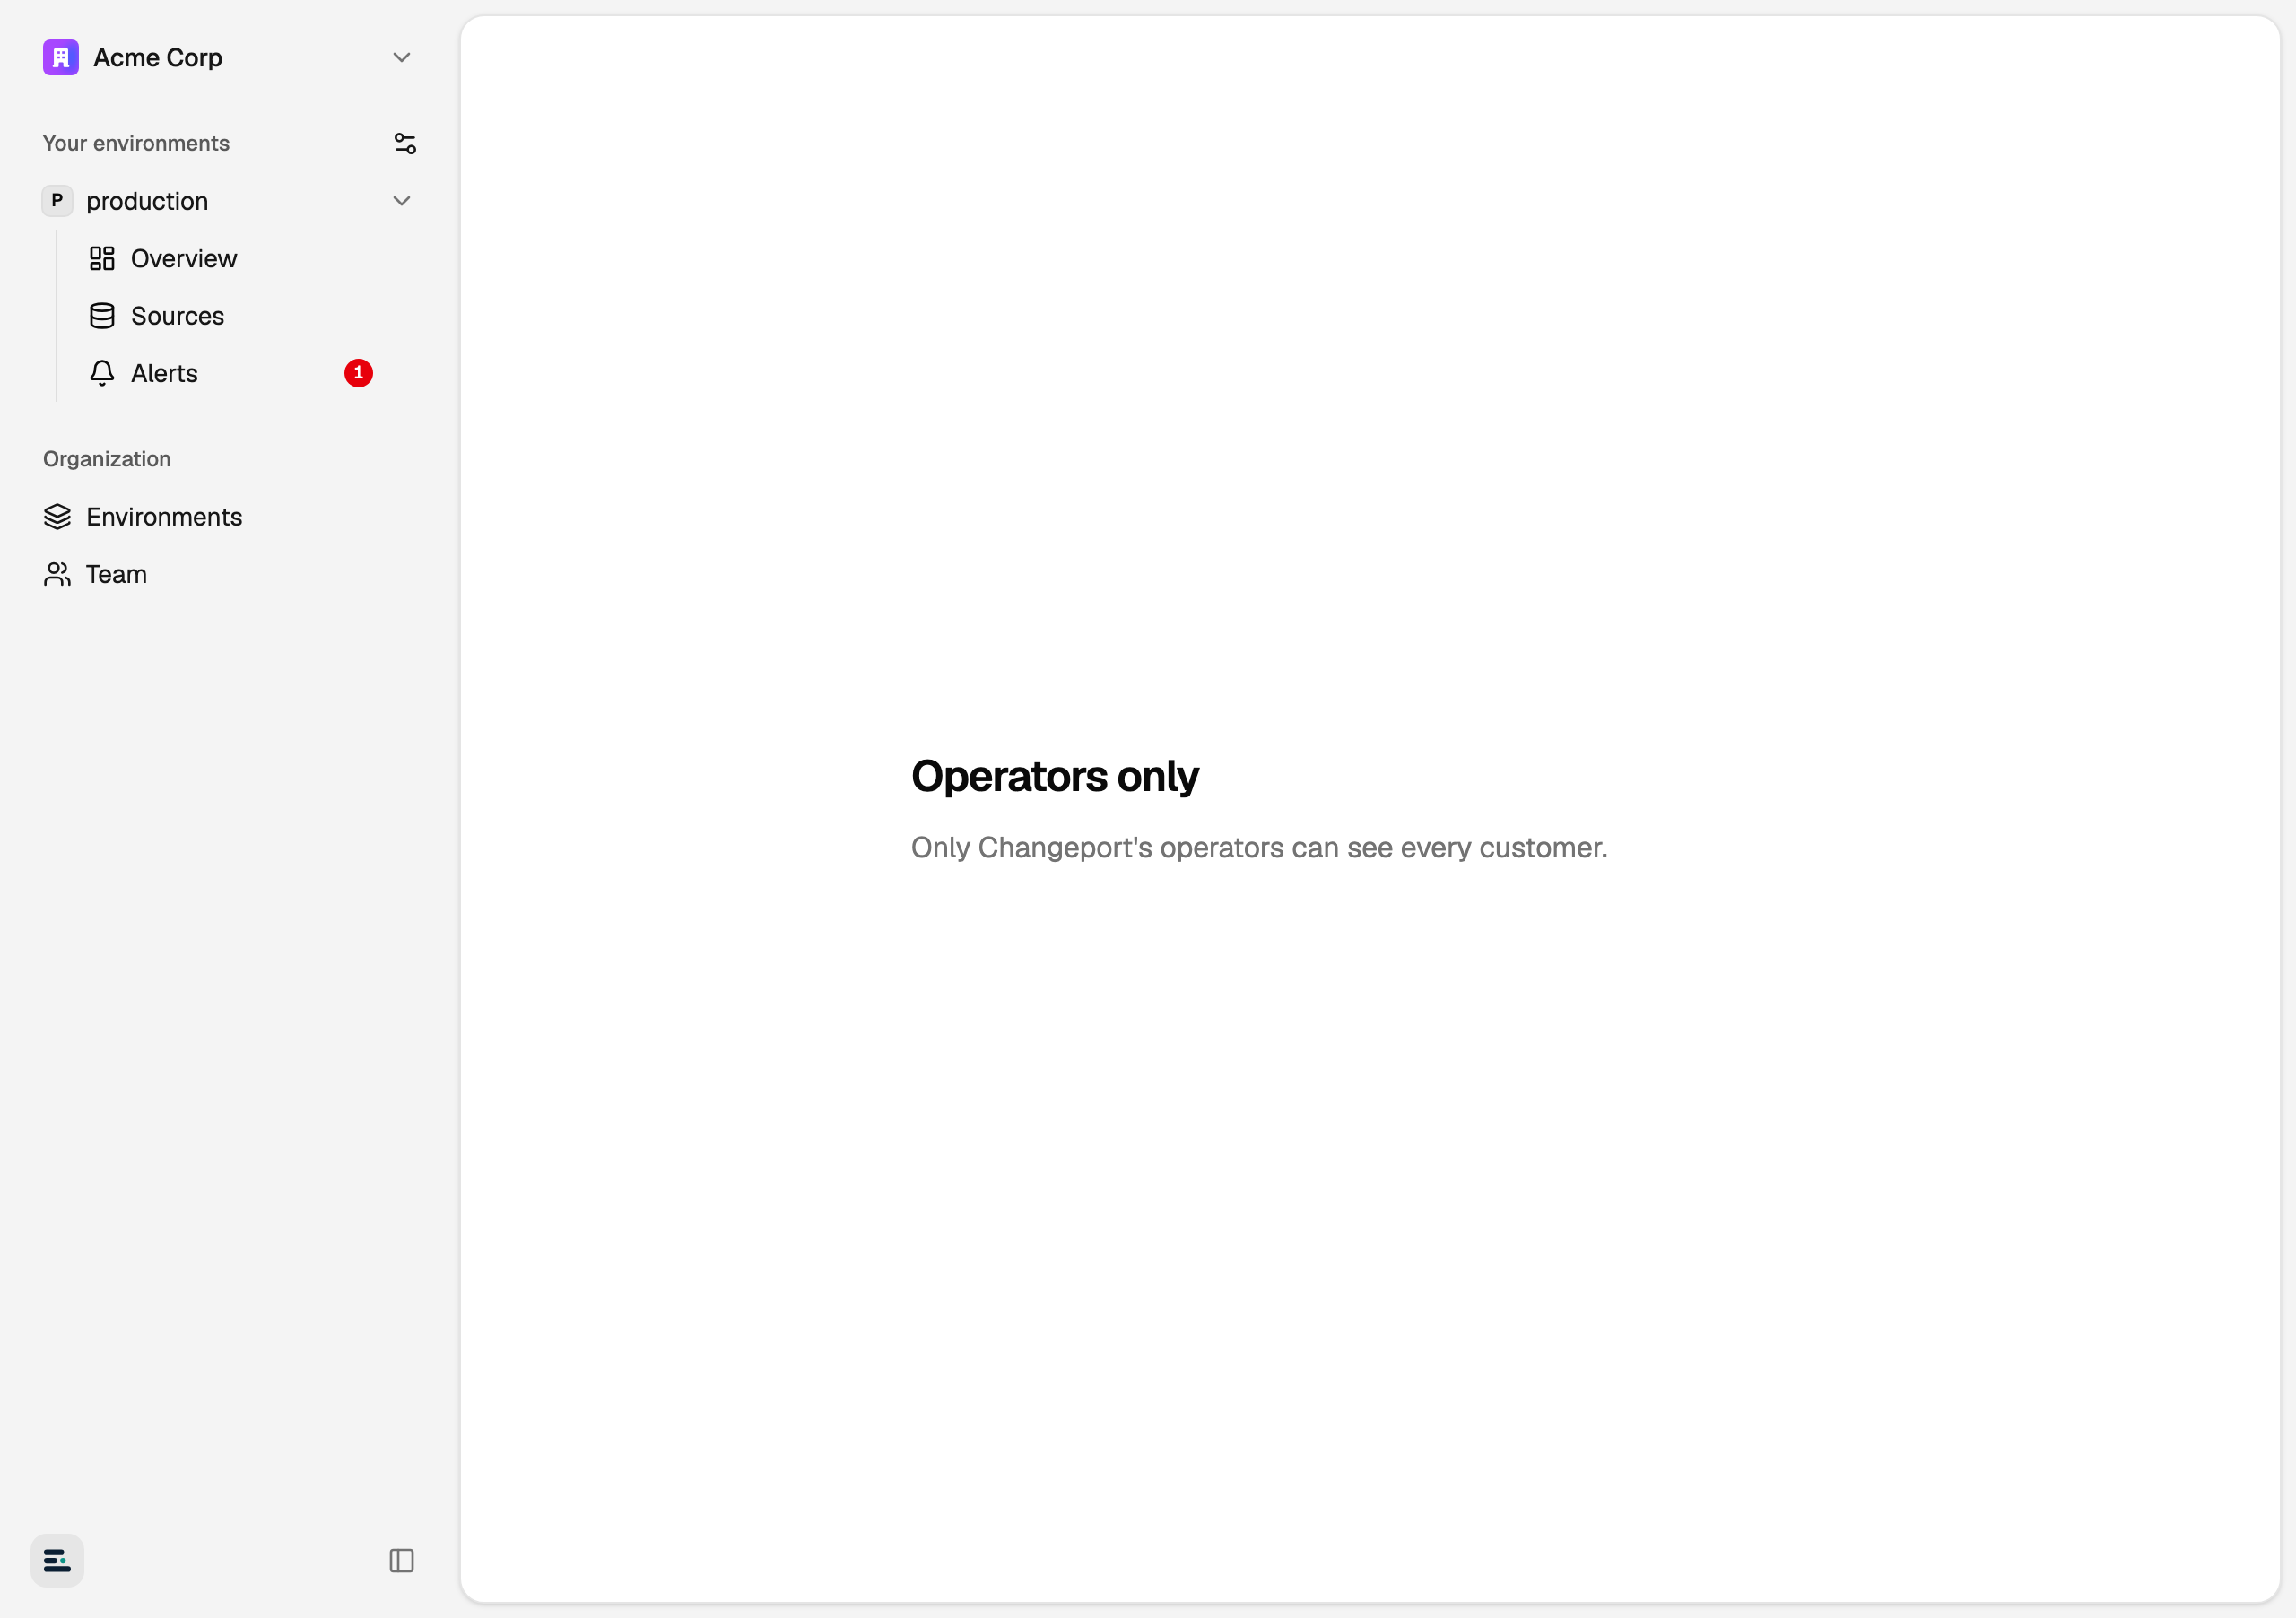 Acme Corp
Your environments
P production
Overview
Sources
Alerts 1
Organization
Environments
Team
Operators only
Only Changeport's operators can see every customer.